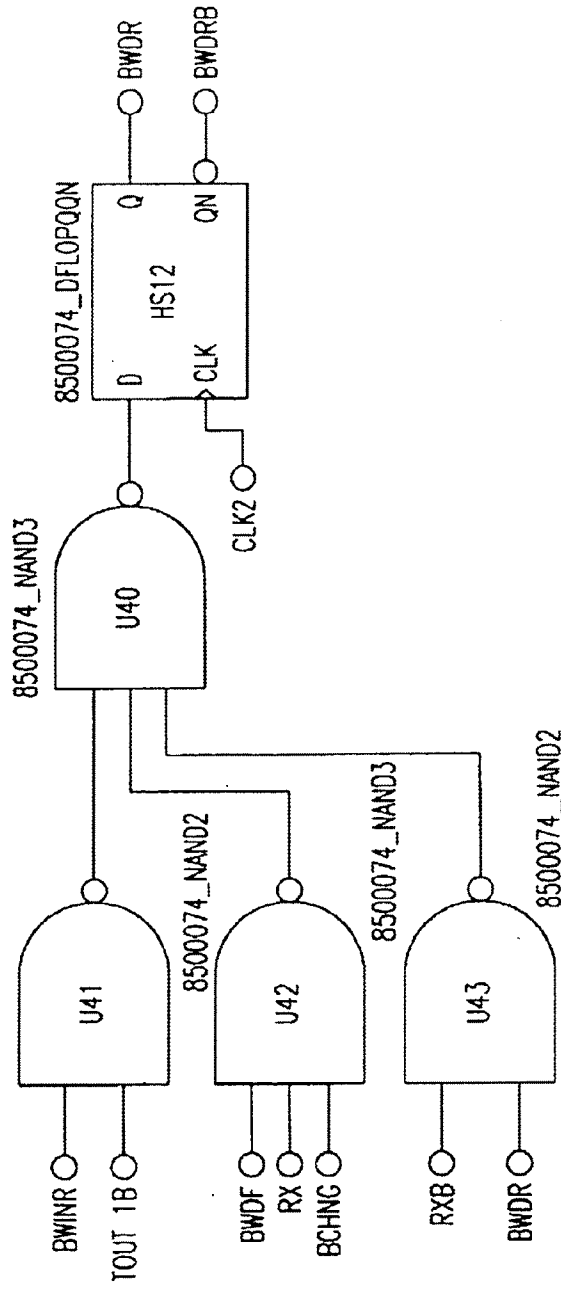 BWINR
TOUT 1B
U41
8500074_NAND2
BWDF
RX
BCHNG
U42
8500074_NAND3
RXB
BWDR
U43
8500074_NAND2
8500074_NAND3
U40
8500074_DFLOPQQN
D
Q
HS12
CLK
QN
CLK2
BWDR
BWDRB